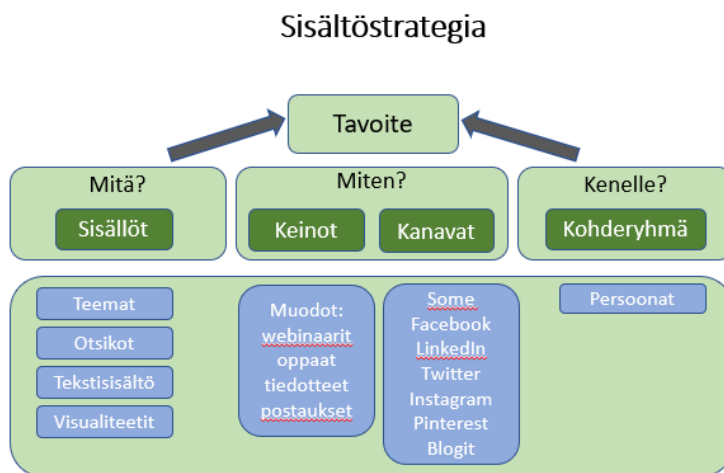 Sisältöstrategia
Tavoite
Mitä?
Sisällöt
Miten?
Keinot
Kanavat
Kenelle?
Kohderyhmä
Teemat
Otsikot
Tekstisisältö
Visualiteetit
Muodot:
webinaarit
oppaat
tiedotteet
postaukset
Some
Facebook
LinkedIn
Twitter
Instagram
Pinterest
Blogit
Persoonat